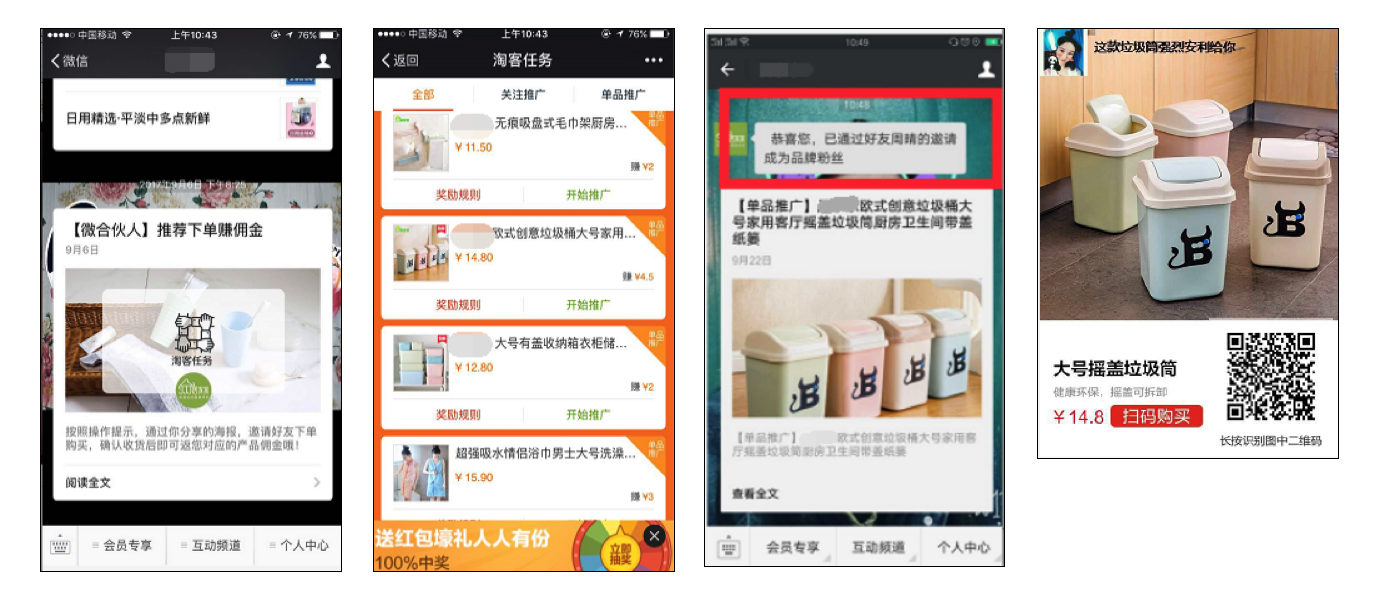 中国移动
上午10:43
76%
微信
日用精选·平淡中多点新鲜
2017年9月6日 下午8:25
【微合伙人】推荐下单赚佣金
9月6日
淘客任务
按照操作提示，通过你分享的海报，邀请好友下单
购买，确认收货后即可返您对应的产品佣金哦！
阅读全文
会员专享
互动频道
个人中心
中国移动
上午10:43
76%
返回
淘客任务
全部
关注推广
单品推广
无痕吸盘式毛巾架厨房...
单品
推广
￥11.50
赚 ¥2
奖励规则
开始推广
欧式创意垃圾桶大号家用...
单品
推广
￥14.80
赚 ¥4.5
奖励规则
开始推广
大号有盖收纳箱衣柜储...
单品
推广
￥12.80
赚 ¥2
奖励规则
开始推广
超强吸水情侣浴巾男士大号洗澡...
单品
推广
￥15.90
赚 ¥3
送红包壕礼人人有份
100%中奖
立即
抽奖
10:49
10:48
恭喜您，已通过好友周晴的邀请
成为品牌粉丝
【单品推广】
欧式创意垃圾桶大
号家用客厅摇盖垃圾筒厨房卫生间带盖
纸篓
9月22日
【单品推广】
欧式创意垃圾桶大号家用客
厅摇盖垃圾筒厨房卫生间带盖纸篓
查看全文
会员专享
互动频道
个人中心
这款垃圾筒强烈安利给你
大号摇盖垃圾筒
健康环保，摇盖可拆卸
￥14.8
扫码购买
长按识别图中二维码